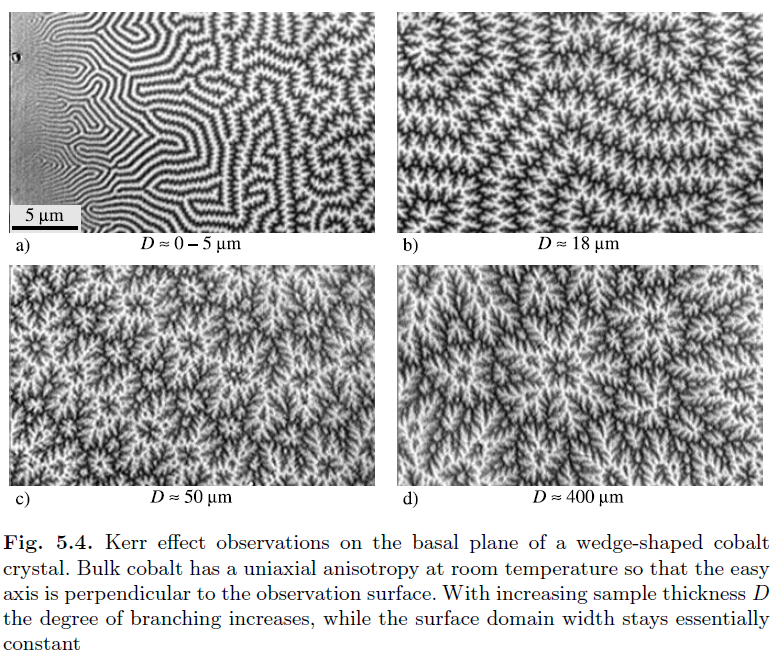 5 µm
a) D ≈ 0 – 5 µm
b) D ≈ 18 µm
c) D ≈ 50 µm
d) D ≈ 400 µm
Fig. 5.4. Kerr effect observations on the basal plane of a wedge-shaped cobalt
crystal. Bulk cobalt has a uniaxial anisotropy at room temperature so that the easy
axis is perpendicular to the observation surface. With increasing sample thickness D
the degree of branching increases, while the surface domain width stays essentially
constant